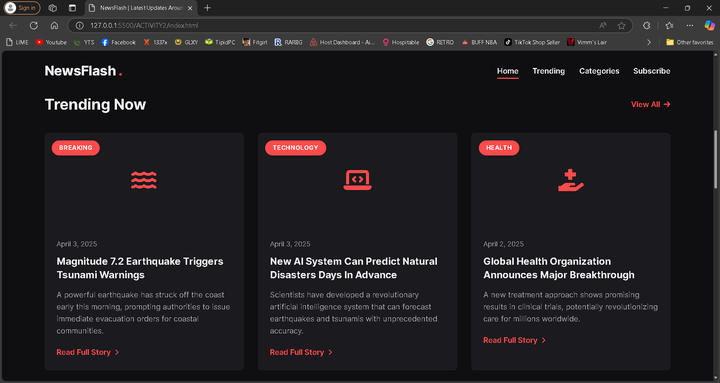 Sign in
NewsFlash | Latest Updates Aroun
127.0.0.1:5500/ACTIVITY2/index.html
LIME Youtube YTS Facebook 1337x GLXY TipidPC Fitgirl RARBG Host Dashboard - Ai... Hospitable RETRO BUFF NBA TikTok Shop Seller Vimm's Lair Other favorites
NewsFlash.
Home Trending Categories Subscribe
Trending Now
View All
BREAKING
April 3, 2025
Magnitude 7.2 Earthquake Triggers
Tsunami Warnings
A powerful earthquake has struck off the coast
early this morning, prompting authorities to issue
immediate evacuation orders for coastal
communities.
Read Full Story
TECHNOLOGY
April 3, 2025
New AI System Can Predict Natural
Disasters Days In Advance
Scientists have developed a revolutionary
artificial intelligence system that can forecast
earthquakes and tsunamis with unprecedented
accuracy.
Read Full Story
HEALTH
April 2, 2025
Global Health Organization
Announces Major Breakthrough
A new treatment approach shows promising
results in clinical trials, potentially revolutionizing
care for millions worldwide.
Read Full Story